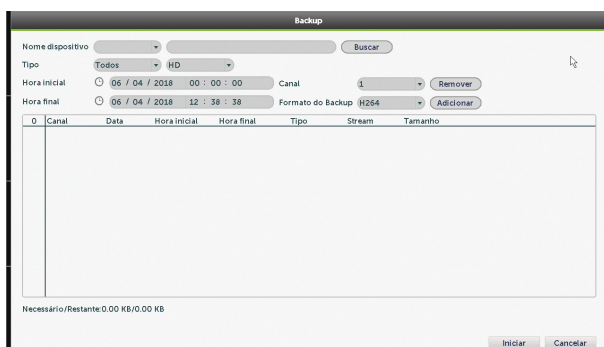 Backup
Nome dispositivo Buscar
Tipo Todos HD
Hora inicial 06 / 04 / 2018 00 : 00 : 00 Canal 1 Remover
Hora final 06 / 04 / 2018 12 : 38 : 38 Formato do Backup H264 Adicionar
0 Canal Data Hora inicial Hora final Tipo Stream Tamanho
Necessário/Restante:0.00 KB/0.00 KB
Iniciar Cancelar